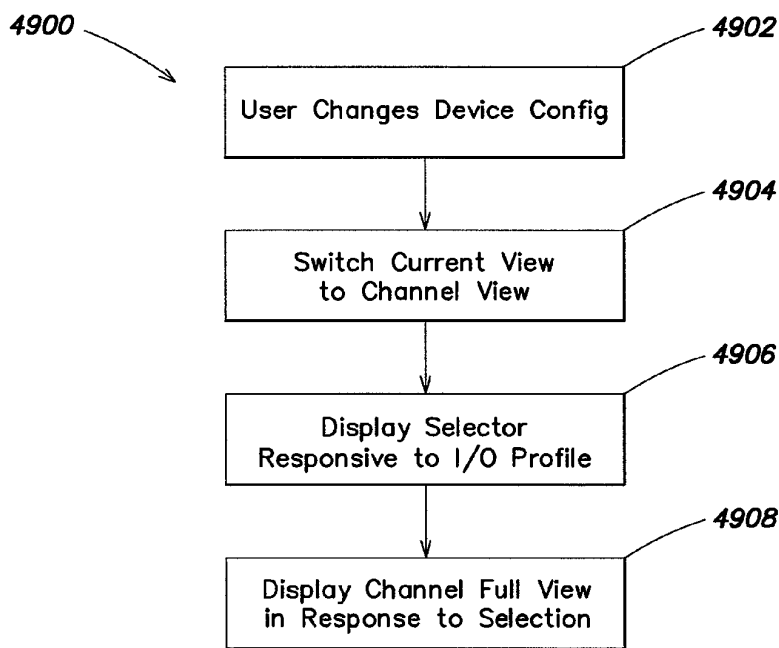 4900
4902
User Changes Device Config
4904
Switch Current View
to Channel View
4906
Display Selector
Responsive to I/O Profile
4908
Display Channel Full View
in Response to Selection